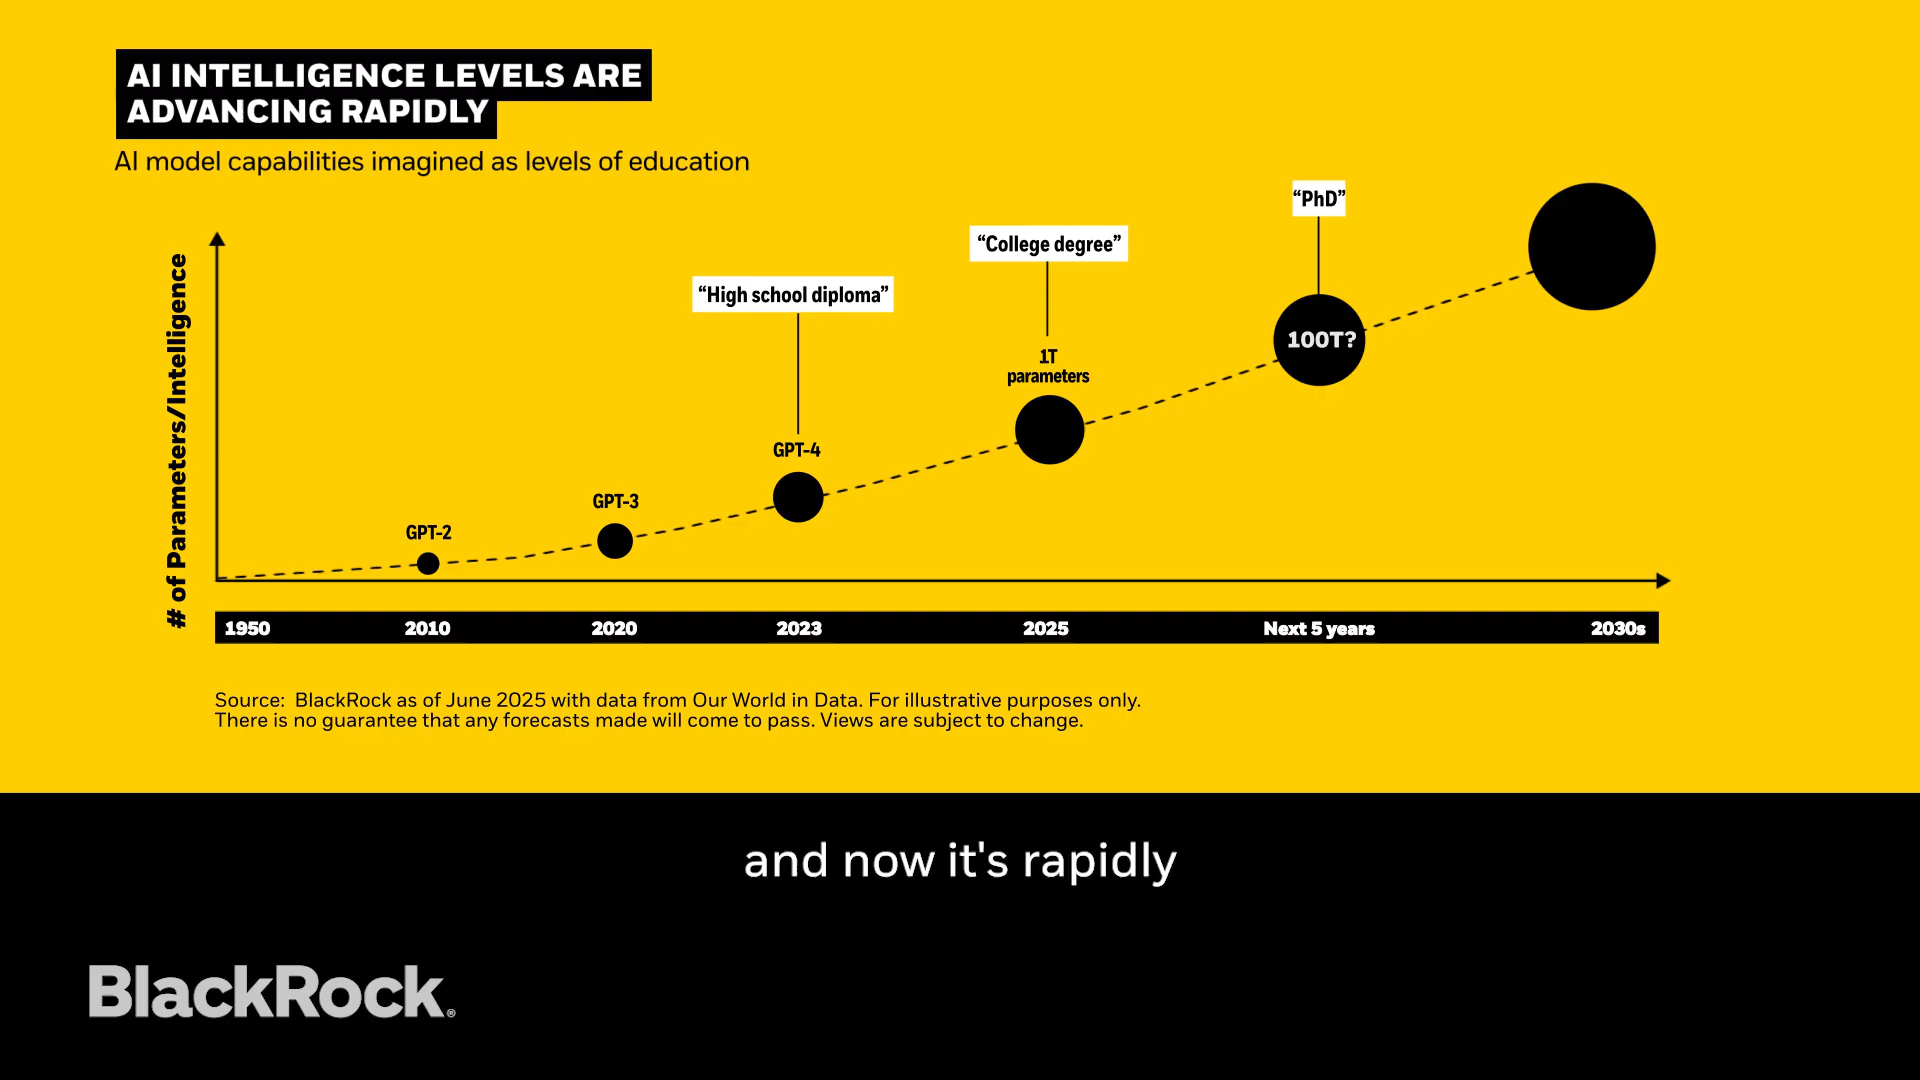 AI INTELLIGENCE LEVELS ARE
ADVANCING RAPIDLY
AI model capabilities imagined as levels of education
# of Parameters/Intelligence
“PhD”
“College degree”
“High school diploma”
100T?
1T
parameters
GPT-4
GPT-3
GPT-2
1950 2010 2020 2023 2025 Next 5 years 2030s
Source:  BlackRock as of June 2025 with data from Our World in Data. For illustrative purposes only.
There is no guarantee that any forecasts made will come to pass. Views are subject to change.
and now it's rapidly
BlackRock®